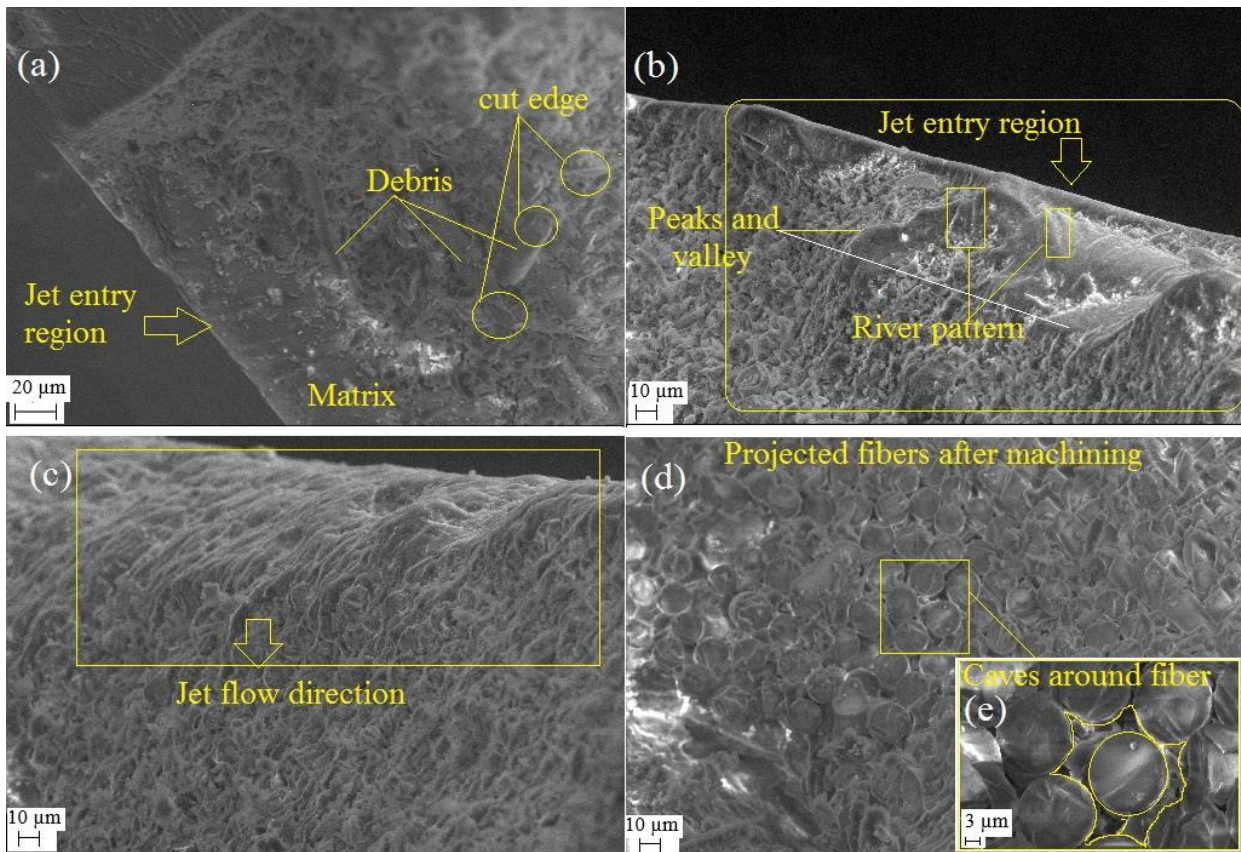 (a)
cut edge
Debris
Jet entry
region
Matrix
20 µm
(b)
Jet entry region
Peaks and
valley
River pattern
10 µm
(c)
Jet flow direction
10 µm
(d)
Projected fibers after machining
10 µm
Caves around fiber
(e)
3 µm